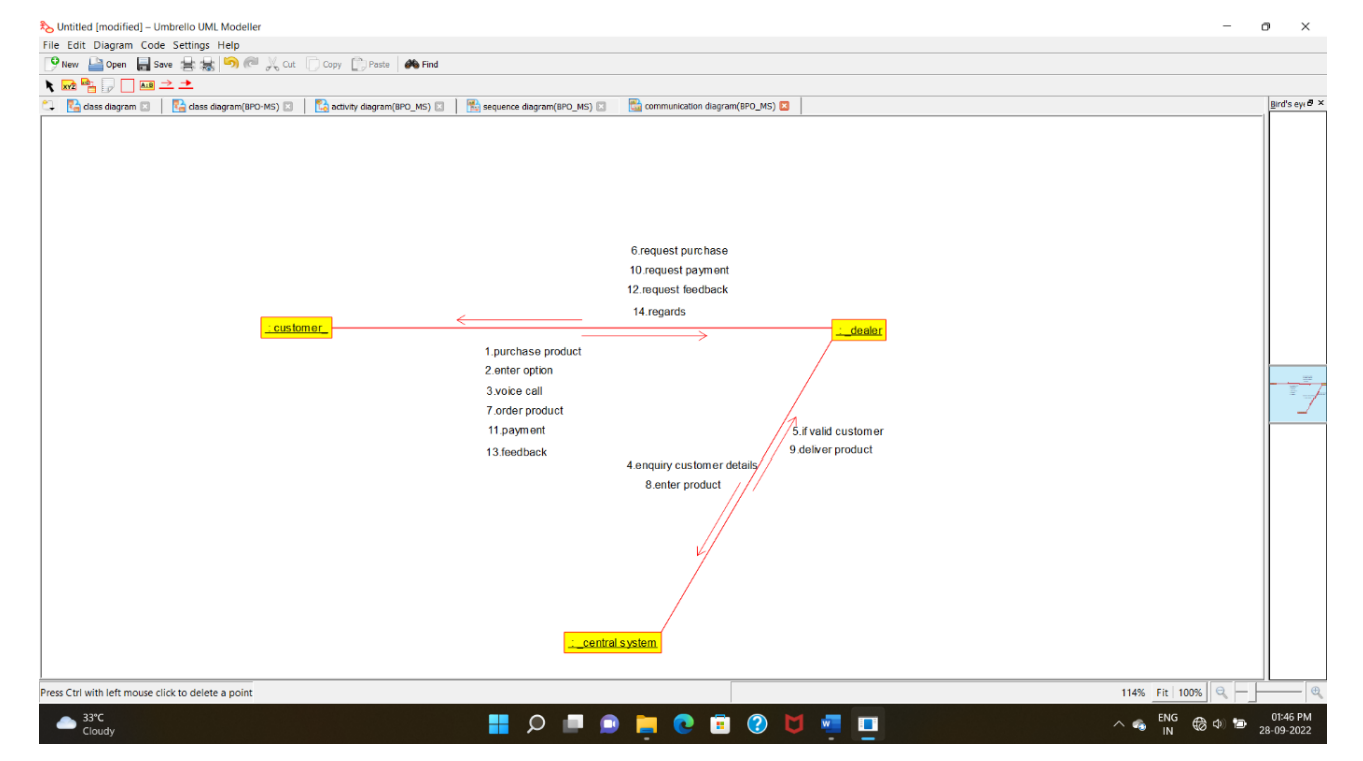 Untitled [modified] – Umbrello UML Modeller
File Edit Diagram Code Settings Help
New Open Save Cut Copy Paste Find
XYZ A:B
class diagram class diagram(BPO-MS) activity diagram(BPO_MS) sequence diagram(BPO_MS) communication diagram(BPO_MS) Bird's ey
6.request purchase
10.request payment
12.request feedback
14.regards
: customer_
: _dealer
1.purchase product
2.enter option
3.voice call
7.order product
11.payment
13.feedback
5.if valid customer
9.deliver product
4.enquiry customer details
8.enter product
: _central system
Press Ctrl with left mouse click to delete a point
114% Fit 100%
33°C
Cloudy
ENG
IN
01:46 PM
28-09-2022